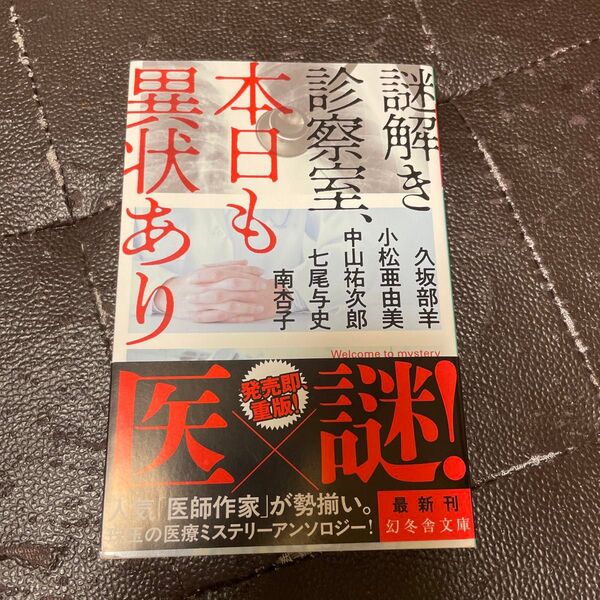 謎解き
診察室、
本日も
異状あり
久坂部羊
小松亜由美
中山祐次郎
七尾与史
南杏子
Welcome to mystery
発売即
重版!
医×謎!
人気「医師作家」が勢揃い。
の医療ミステリーアンソロジー!
最新刊
幻冬舎文庫